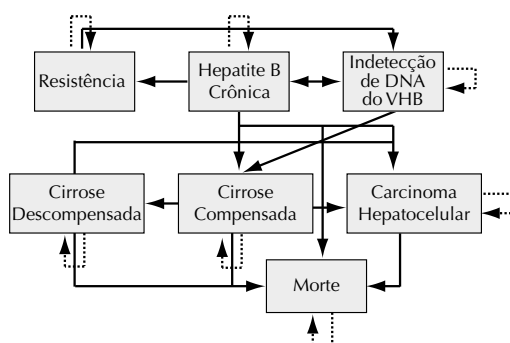 Resistência
Hepatite B
Crônica
Indetecção
de DNA
do VHB
Cirrose
Descompensada
Cirrose
Compensada
Carcinoma
Hepatocelular
Morte